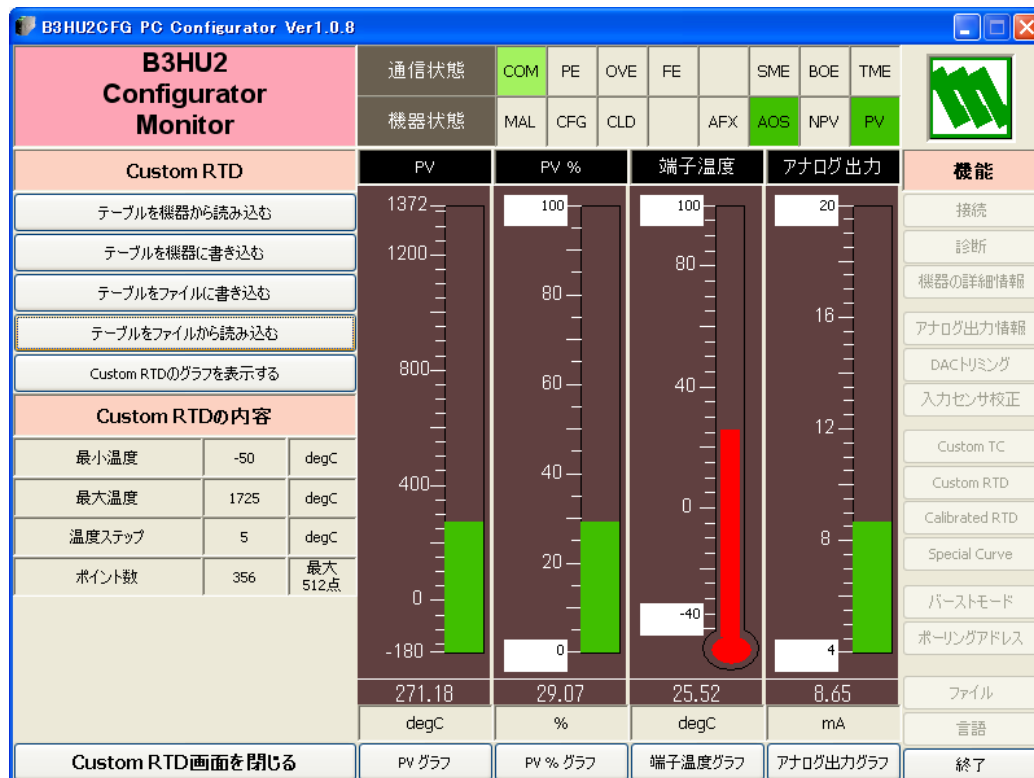 B3HU2CFG PC Configurator Ver1.0.8
B3HU2
Configurator
Monitor
通信状態 COM PE OVE FE SME BOE TME
機器状態 MAL CFG CLD AFX AOS NPV PV
Custom RTD
テーブルを機器から読み込む
テーブルを機器に書き込む
テーブルをファイルに書き込む
テーブルをファイルから読み込む
Custom RTDのグラフを表示する
Custom RTDの内容
最小温度 -50 degC
最大温度 1725 degC
温度ステップ 5 degC
ポイント数 356 最大
512点
Custom RTD画面を閉じる
PV
1372
1200
800
400
0
-180
271.18
degC
PV グラフ
PV %
100
80
60
40
20
0
29.07
%
PV % グラフ
端子温度
100
80
40
0
-40
25.52
degC
端子温度グラフ
アナログ出力
20
16
12
8
4
8.65
mA
アナログ出力グラフ
機能
接続
診断
機器の詳細情報
アナログ出力情報
DACトリミング
入力センサ校正
Custom TC
Custom RTD
Calibrated RTD
Special Curve
バーストモード
ポーリングアドレス
ファイル
言語
終了